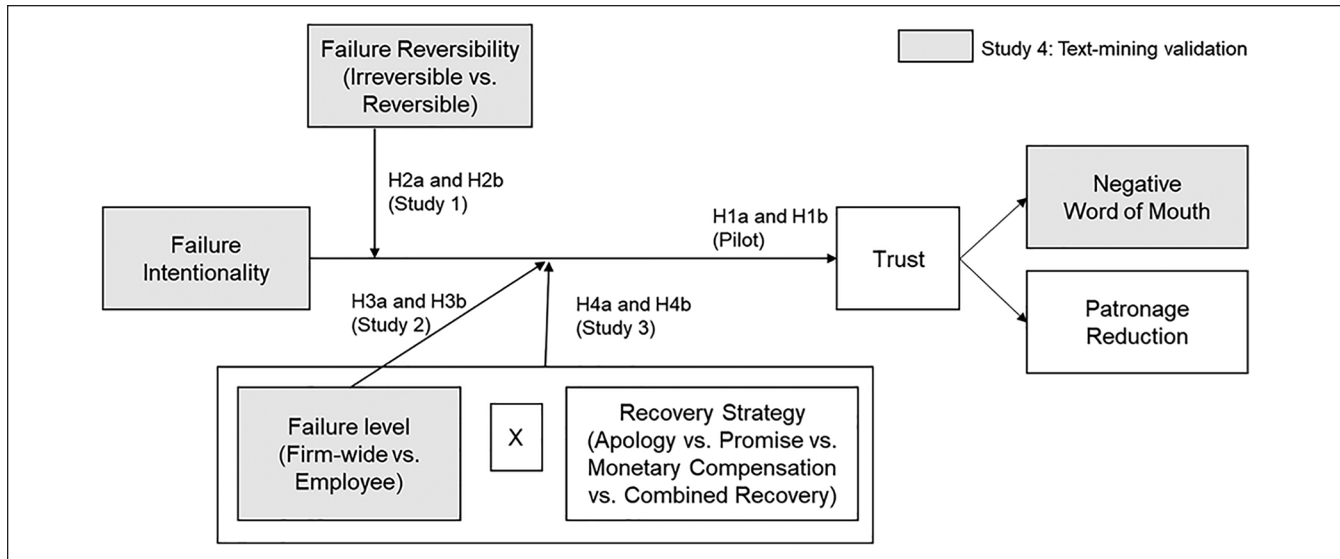 Failure Reversibility
(Irreversible vs.
Reversible)
Study 4: Text-mining validation
H2a and H2b
(Study 1)
Negative
Word of Mouth
Failure
Intentionality
H1a and H1b
(Pilot)
Trust
H3a and H3b
(Study 2)
H4a and H4b
(Study 3)
Patronage
Reduction
Failure level
(Firm-wide vs.
Employee)
X
Recovery Strategy
(Apology vs. Promise vs.
Monetary Compensation
vs. Combined Recovery)